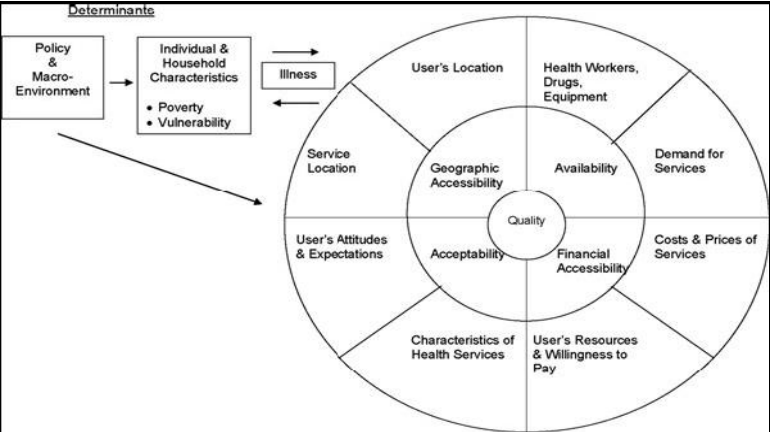 Determinants
Policy
&
Macro-
Environment
Individual &
Household
Characteristics
• Poverty
• Vulnerability
Illness
User's Location
Health Workers,
Drugs,
Equipment
Service
Location
Geographic
Accessibility
Availability
Demand for
Services
Quality
User's Attitudes
& Expectations
Acceptability
Financial
Accessibility
Costs & Prices of
Services
Characteristics of
Health Services
User's Resources
& Willingness to
Pay